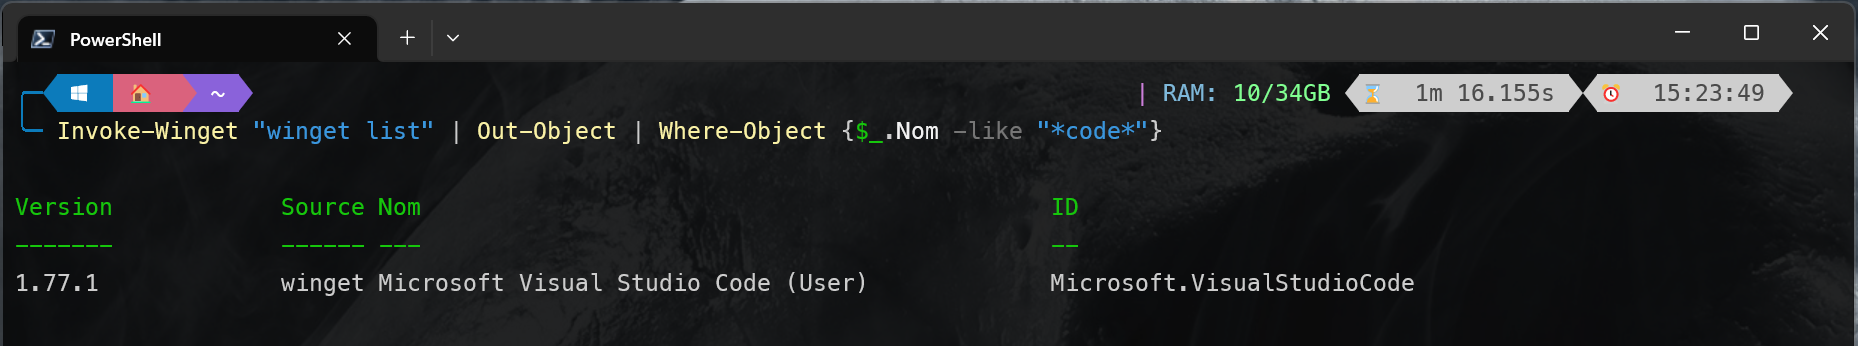 PowerShell
~ | RAM: 10/34GB 1m 16.155s 15:23:49
Invoke-Winget "winget list" | Out-Object | Where-Object {$_.Nom -like "*code*"}
Version Source Nom ID
------- ------ --- --
1.77.1 winget Microsoft Visual Studio Code (User) Microsoft.VisualStudioCode